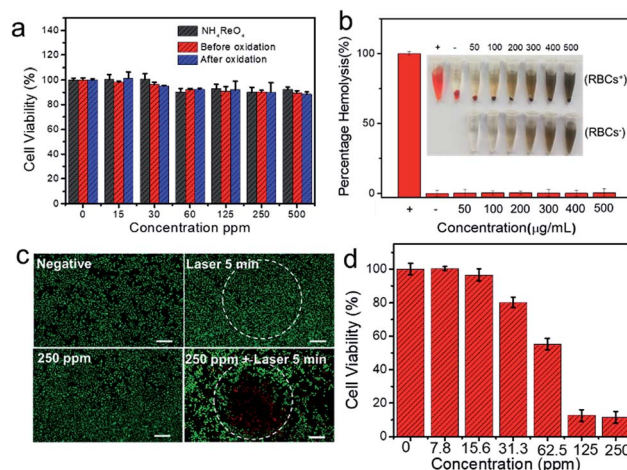 a
NH4ReO4
Before oxidation
After oxidation
Cell Viability (%)
140
120
100
80
60
40
20
0
0 15 30 60 125 250 500
Concentration ppm
b
Percentage Hemolysis(%)
100
75
50
25
0
+ - 50 100 200 300 400 500
(RBCs+)
(RBCs-)
+ - 50 100 200 300 400 500
Concentration(μg/mL)
c
Negative
Laser 5 min
250 ppm
250 ppm + Laser 5 min
d
Cell Viability (%)
120
100
80
60
40
20
0
0 7.8 15.6 31.3 62.5 125 250
Concentration (ppm)